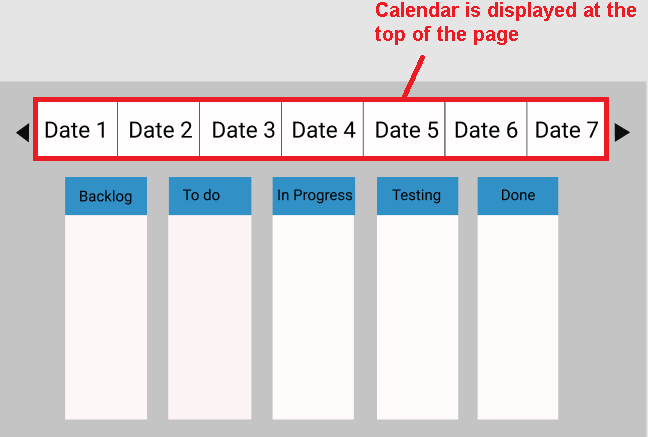 Calendar is displayed at the
top of the page
Date 1 Date 2 Date 3 Date 4 Date 5 Date 6 Date 7
Backlog To do In Progress Testing Done